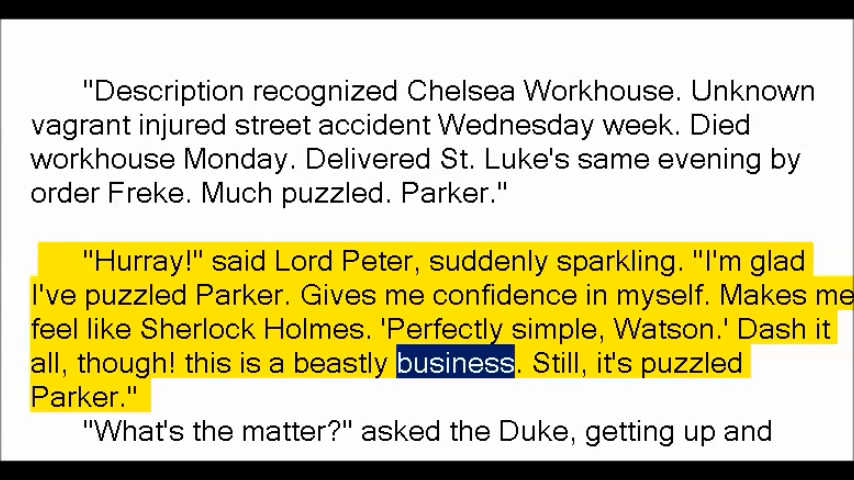 "Description recognized Chelsea Workhouse. Unknown
vagrant injured street accident Wednesday week. Died
workhouse Monday. Delivered St. Luke's same evening by
order Freke. Much puzzled. Parker."
"Hurray!" said Lord Peter, suddenly sparkling. "I'm glad
I've puzzled Parker. Gives me confidence in myself. Makes me
feel like Sherlock Holmes. 'Perfectly simple, Watson.' Dash it
all, though! this is a beastly business. Still, it's puzzled
Parker."
"What's the matter?" asked the Duke, getting up and